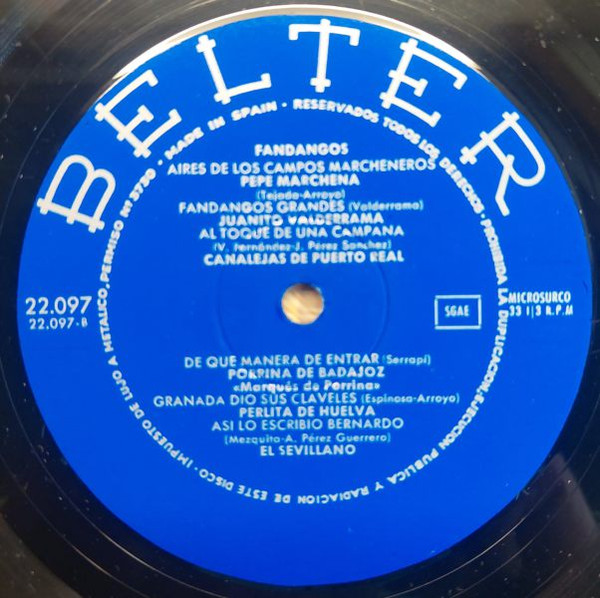 BELTER
IMPUESTO DE LUJO A METALICO, PERMISO Nº 5730 · MADE IN SPAIN · RESERVADOS TODOS LOS DERECHOS · PROHIBIDA LA DUPLICACION, EJECUCION PUBLICA Y RADIACION DE ESTE DISCO ·
FANDANGOS
AIRES DE LOS CAMPOS MARCHENEROS
PEPE MARCHENA
(Tejada-Arroyo)
FANDANGOS GRANDES (Valderrama)
JUANITO VALDERRAMA
AL TOQUE DE UNA CAMPANA
(V. Fernández-J. Pérez Sanchez)
CANALEJAS DE PUERTO REAL
22.097
22.097-B
SGAE
MICROSURCO
33 1|3 R.P.M
DE QUE MANERA DE ENTRAR (Serrapí)
PORRINA DE BADAJOZ
«Marqués de Porrina»
GRANADA DIO SUS CLAVELES (Espinosa-Arroyo)
PERLITA DE HUELVA
ASI LO ESCRIBIO BERNARDO
(Mezquita-A. Pérez Guerrero)
EL SEVILLANO